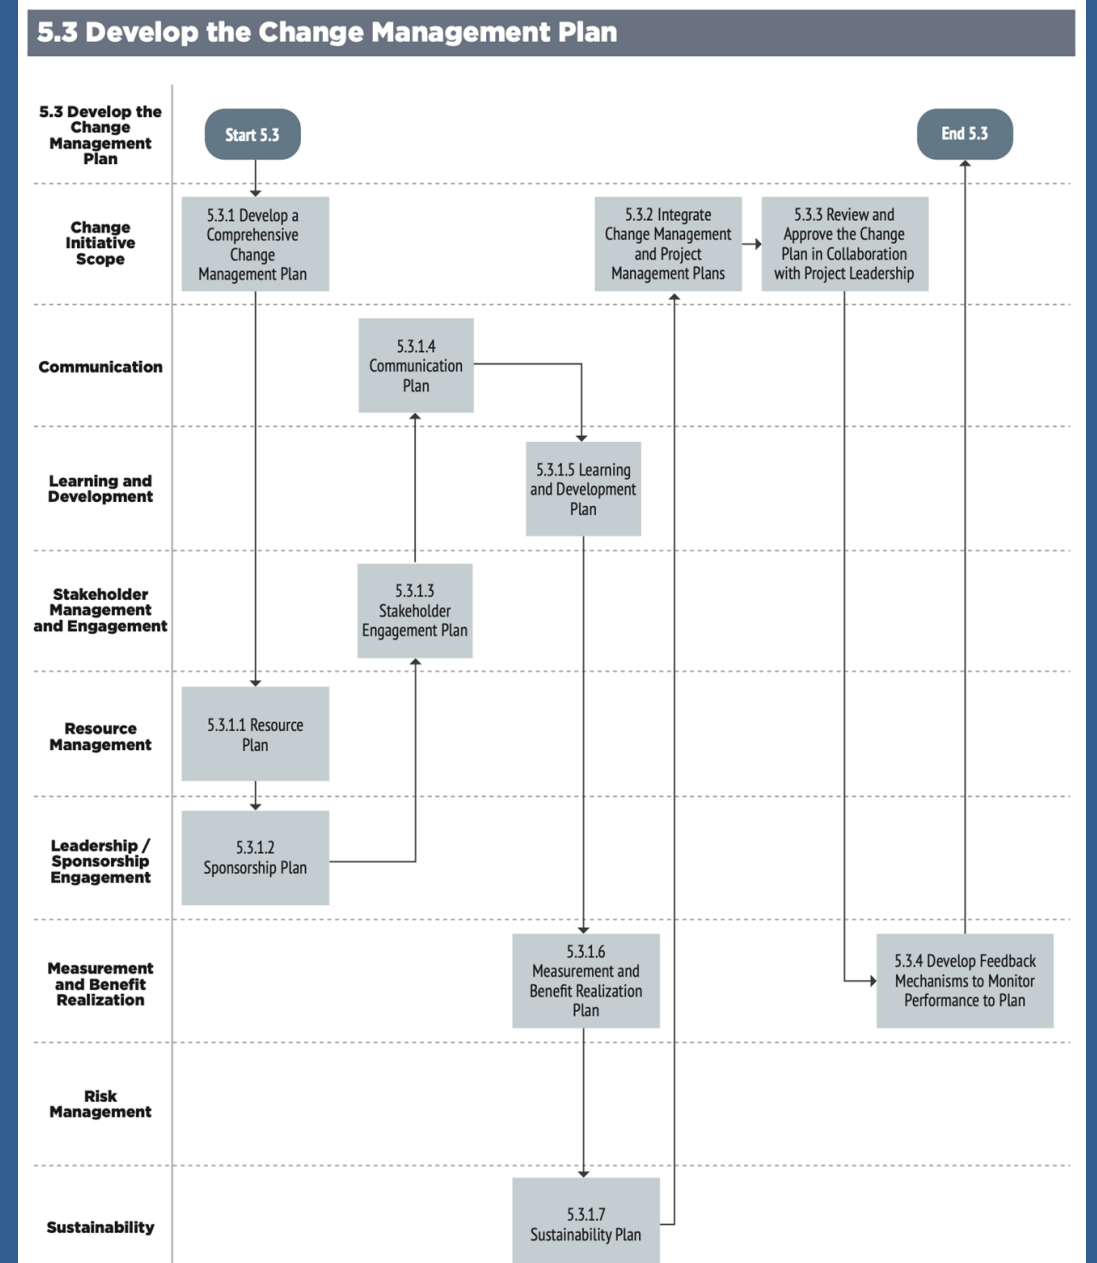 5.3 Develop the Change Management Plan
5.3 Develop the
Change
Management
Plan
Start 5.3
End 5.3
Change
Initiative
Scope
5.3.1 Develop a
Comprehensive
Change
Management Plan
5.3.2 Integrate
Change Management
and Project
Management Plans
5.3.3 Review and
Approve the Change
Plan in Collaboration
with Project Leadership
Communication
5.3.1.4
Communication
Plan
Learning and
Development
5.3.1.5 Learning
and Development
Plan
Stakeholder
Management
and Engagement
5.3.1.3
Stakeholder
Engagement Plan
Resource
Management
5.3.1.1 Resource
Plan
Leadership /
Sponsorship
Engagement
5.3.1.2
Sponsorship Plan
Measurement
and Benefit
Realization
5.3.1.6
Measurement and
Benefit Realization
Plan
5.3.4 Develop Feedback
Mechanisms to Monitor
Performance to Plan
Risk
Management
Sustainability
5.3.1.7
Sustainability Plan